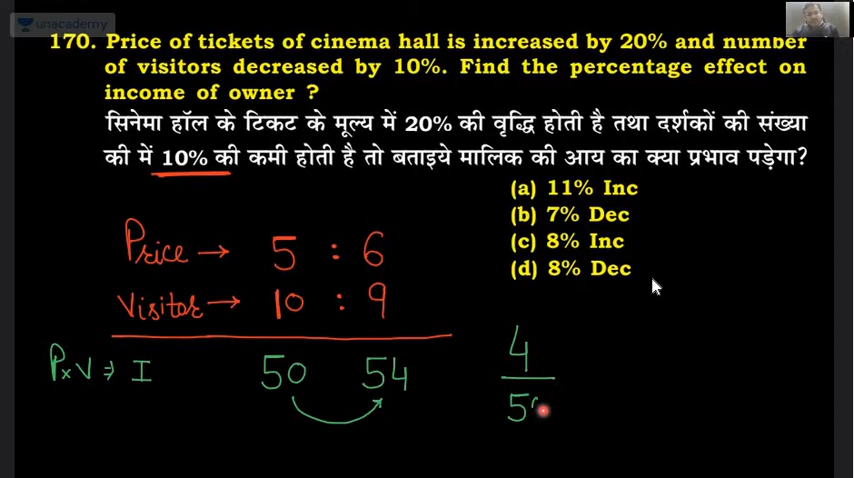 unacademy
170. Price of tickets of cinema hall is increased by 20% and number
of visitors decreased by 10%. Find the percentage effect on
income of owner ?
सिनेमा हॉल के टिकट के मूल्य में 20% की वृद्धि होती है तथा दर्शकों की संख्या
की में 10% की कमी होती है तो बताइये मालिक की आय का क्या प्रभाव पड़ेगा?
(a) 11% Inc
(b) 7% Dec
(c) 8% Inc
(d) 8% Dec
Price → 5 : 6
Visitor → 10 : 9
P×V ⇒ I 50 54
4
5